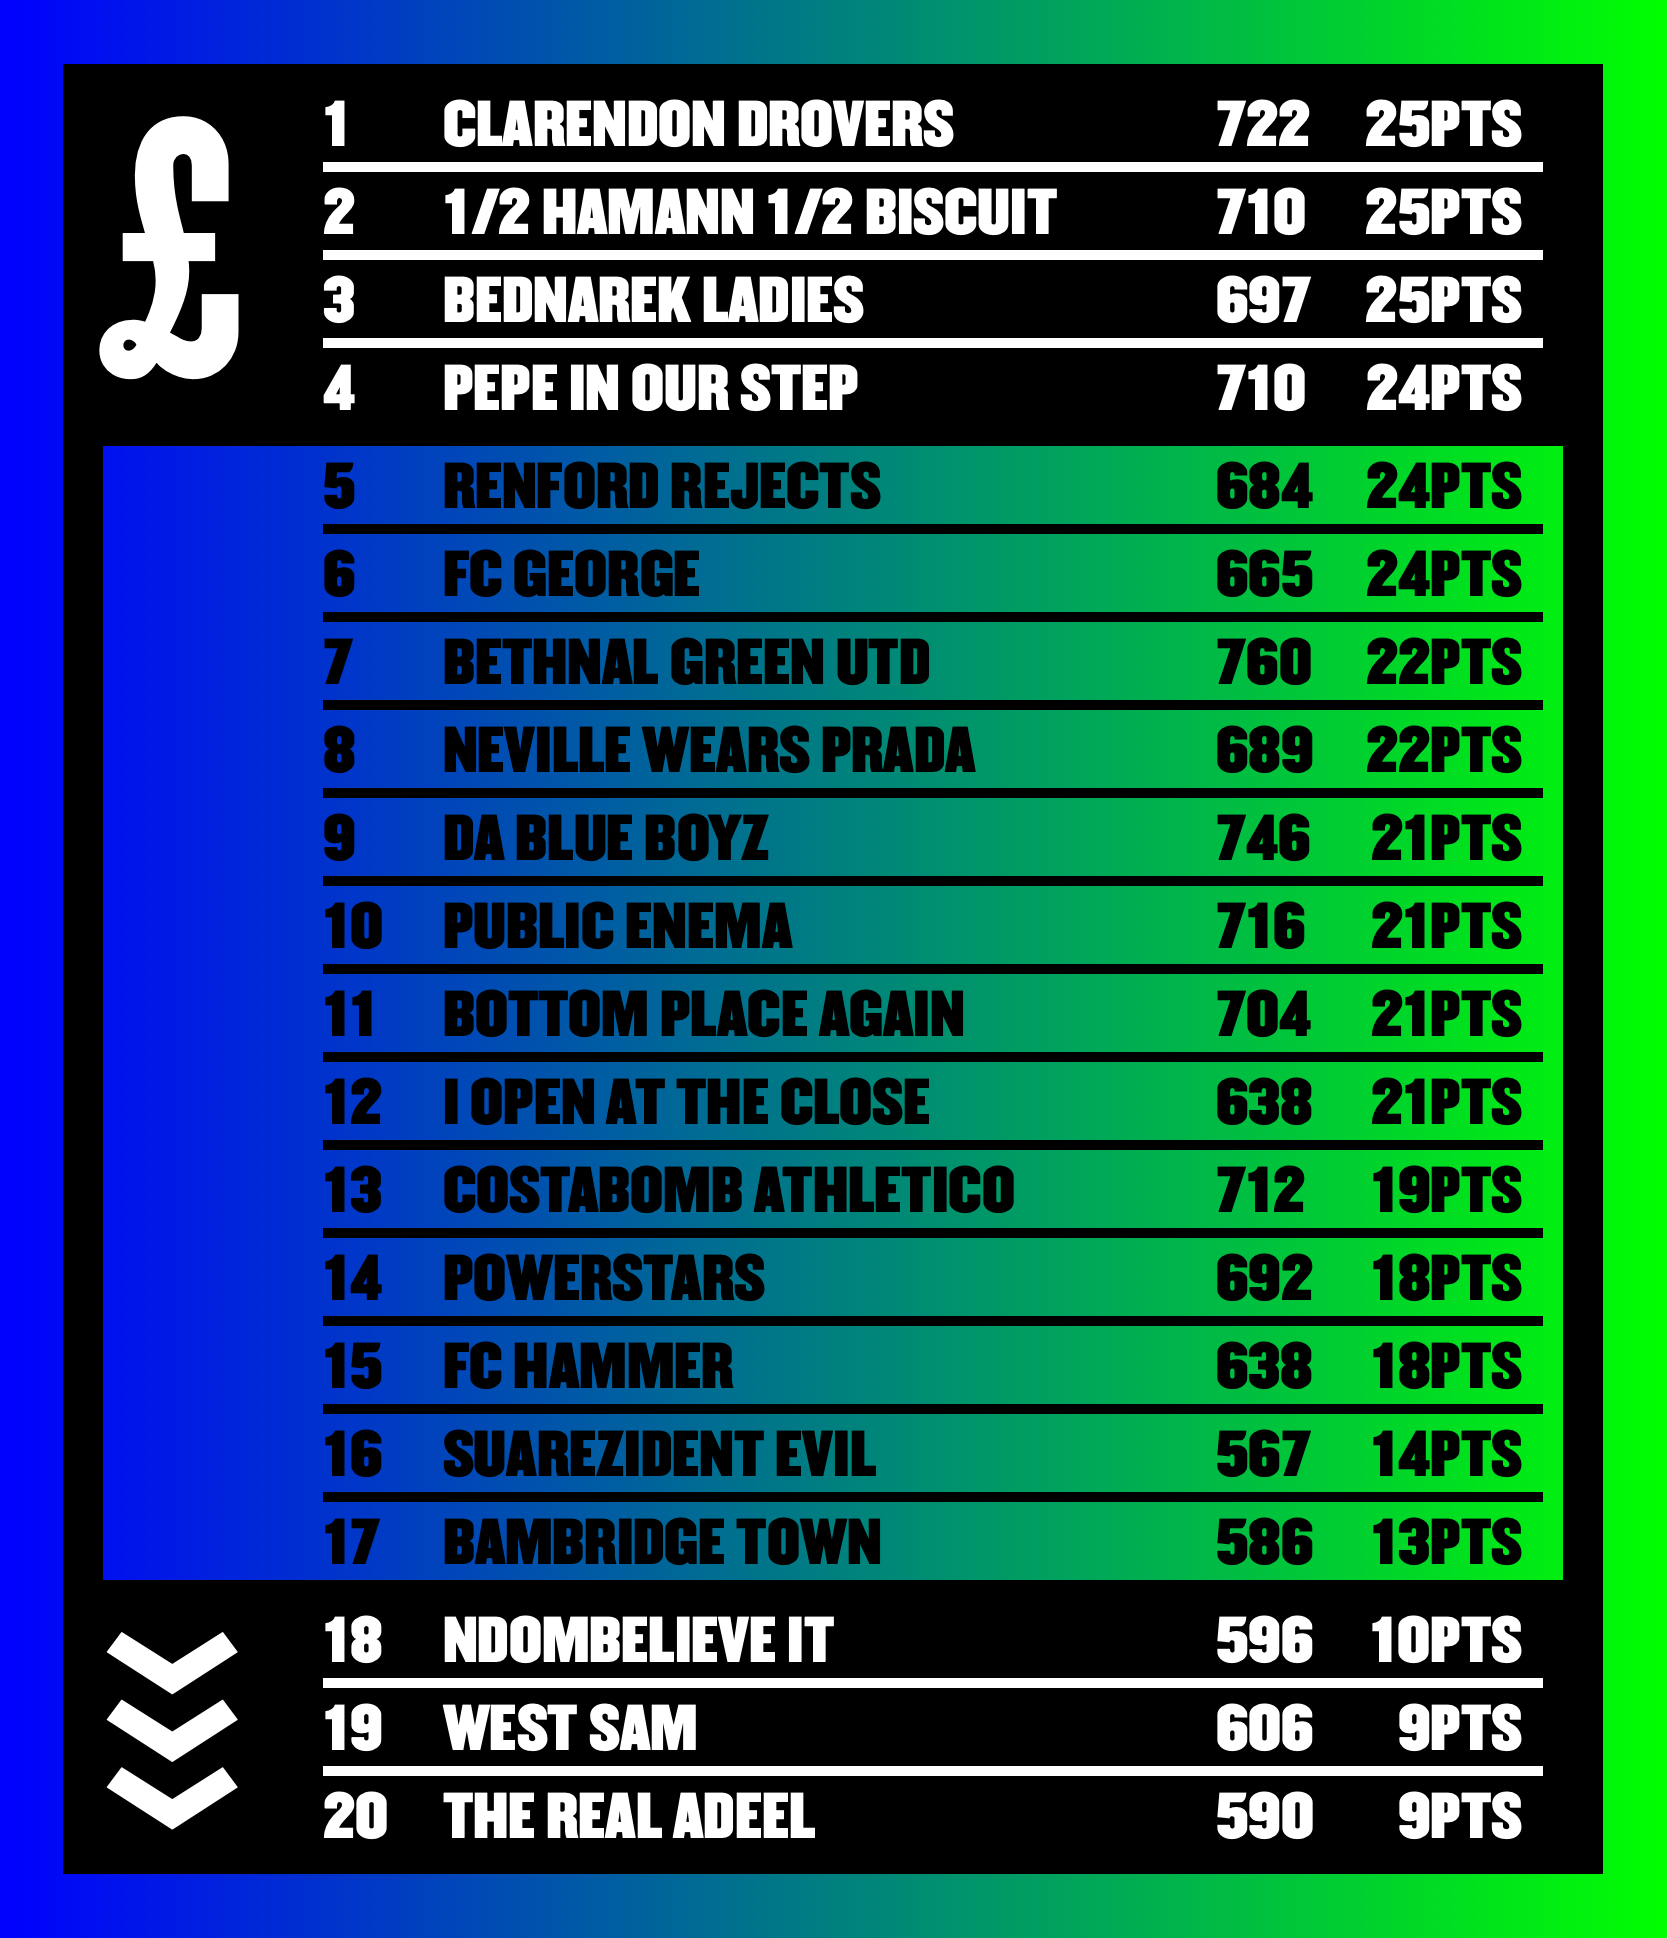 £
1 CLARENDON DROVERS 722 25PTS
2 1/2 HAMANN 1/2 BISCUIT 710 25PTS
3 BEDNAREK LADIES 697 25PTS
4 PEPE IN OUR STEP 710 24PTS
5 RENFORD REJECTS 684 24PTS
6 FC GEORGE 665 24PTS
7 BETHNAL GREEN UTD 760 22PTS
8 NEVILLE WEARS PRADA 689 22PTS
9 DA BLUE BOYZ 746 21PTS
10 PUBLIC ENEMA 716 21PTS
11 BOTTOM PLACE AGAIN 704 21PTS
12 I OPEN AT THE CLOSE 638 21PTS
13 COSTABOMB ATHLETICO 712 19PTS
14 POWERSTARS 692 18PTS
15 FC HAMMER 638 18PTS
16 SUAREZIDENT EVIL 567 14PTS
17 BAMBRIDGE TOWN 586 13PTS
18 NDOMBELIEVE IT 596 10PTS
19 WEST SAM 606 9PTS
20 THE REAL ADEEL 590 9PTS